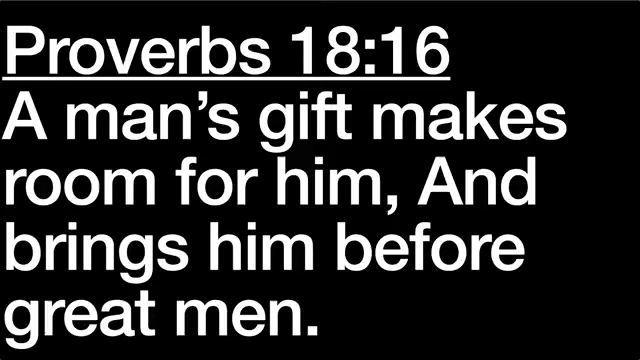 Proverbs 18:16
A man’s gift makes
room for him, And
brings him before
great men.